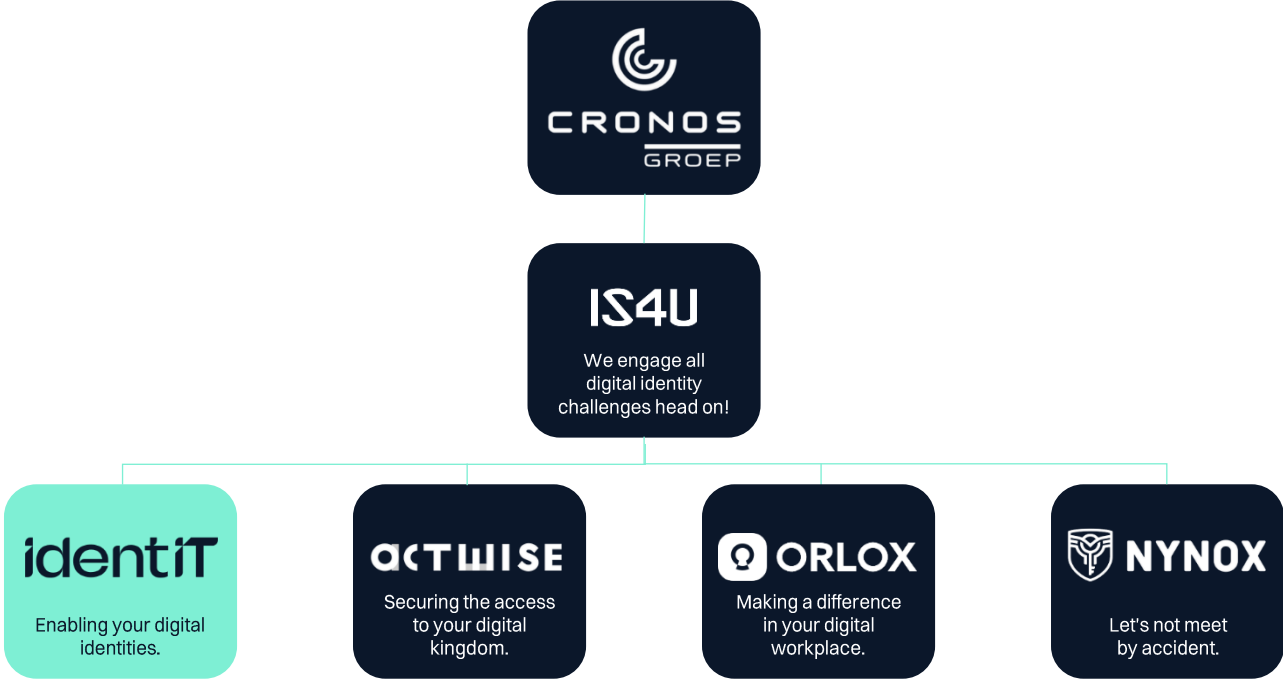 CRONOS
GROEP
IS4U
We engage all
digital identity
challenges head on!
identiT
Enabling your digital
identities.
ACTWISE
Securing the access
to your digital
kingdom.
ORLOX
Making a difference
in your digital
workplace.
NYNOX
Let's not meet
by accident.